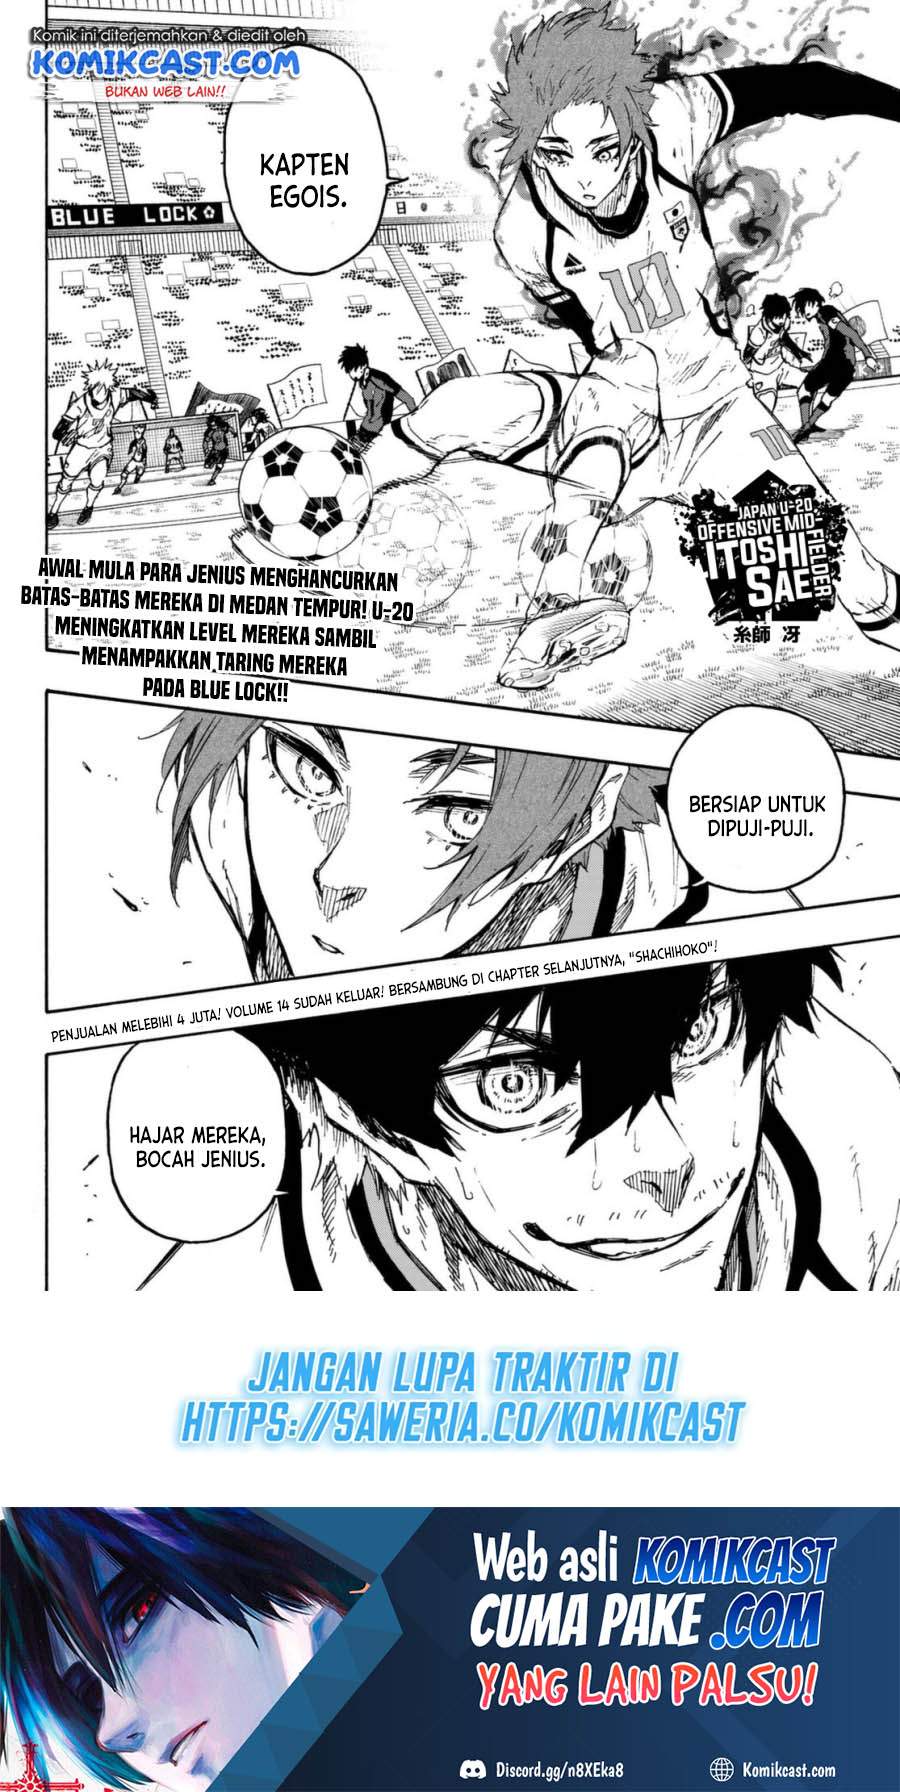 Komik ini diterjemahkan & diedit oleh
KOMIKCAST.COM
BUKAN WEB LAIN!!
KAPTEN
EGOIS.
BLUE LOCK
日本
10
10
JAPAN U-20
OFFENSIVE MID-
FIELDER
ITOSHI
SAE
糸師 冴
AWAL MULA PARA JENIUS MENGHANCURKAN
BATAS-BATAS MEREKA DI MEDAN TEMPUR! U-20
MENINGKATKAN LEVEL MEREKA SAMBIL
MENAMPAKKAN TARING MEREKA
PADA BLUE LOCK!!
BERSIAP UNTUK
DIPUJI-PUJI.
PENJUALAN MELEBIHI 4 JUTA! VOLUME 14 SUDAH KELUAR! BERSAMBUNG DI CHAPTER SELANJUTNYA, "SHACHIHOKO"!
HAJAR MEREKA,
BOCAH JENIUS.
JANGAN LUPA TRAKTIR DI
HTTPS://SAWERIA.CO/KOMIKCAST
Web asli KOMIKCAST
CUMA PAKE .COM
YANG LAIN PALSU!
Discord.gg/n8XEka8
Komikcast.com